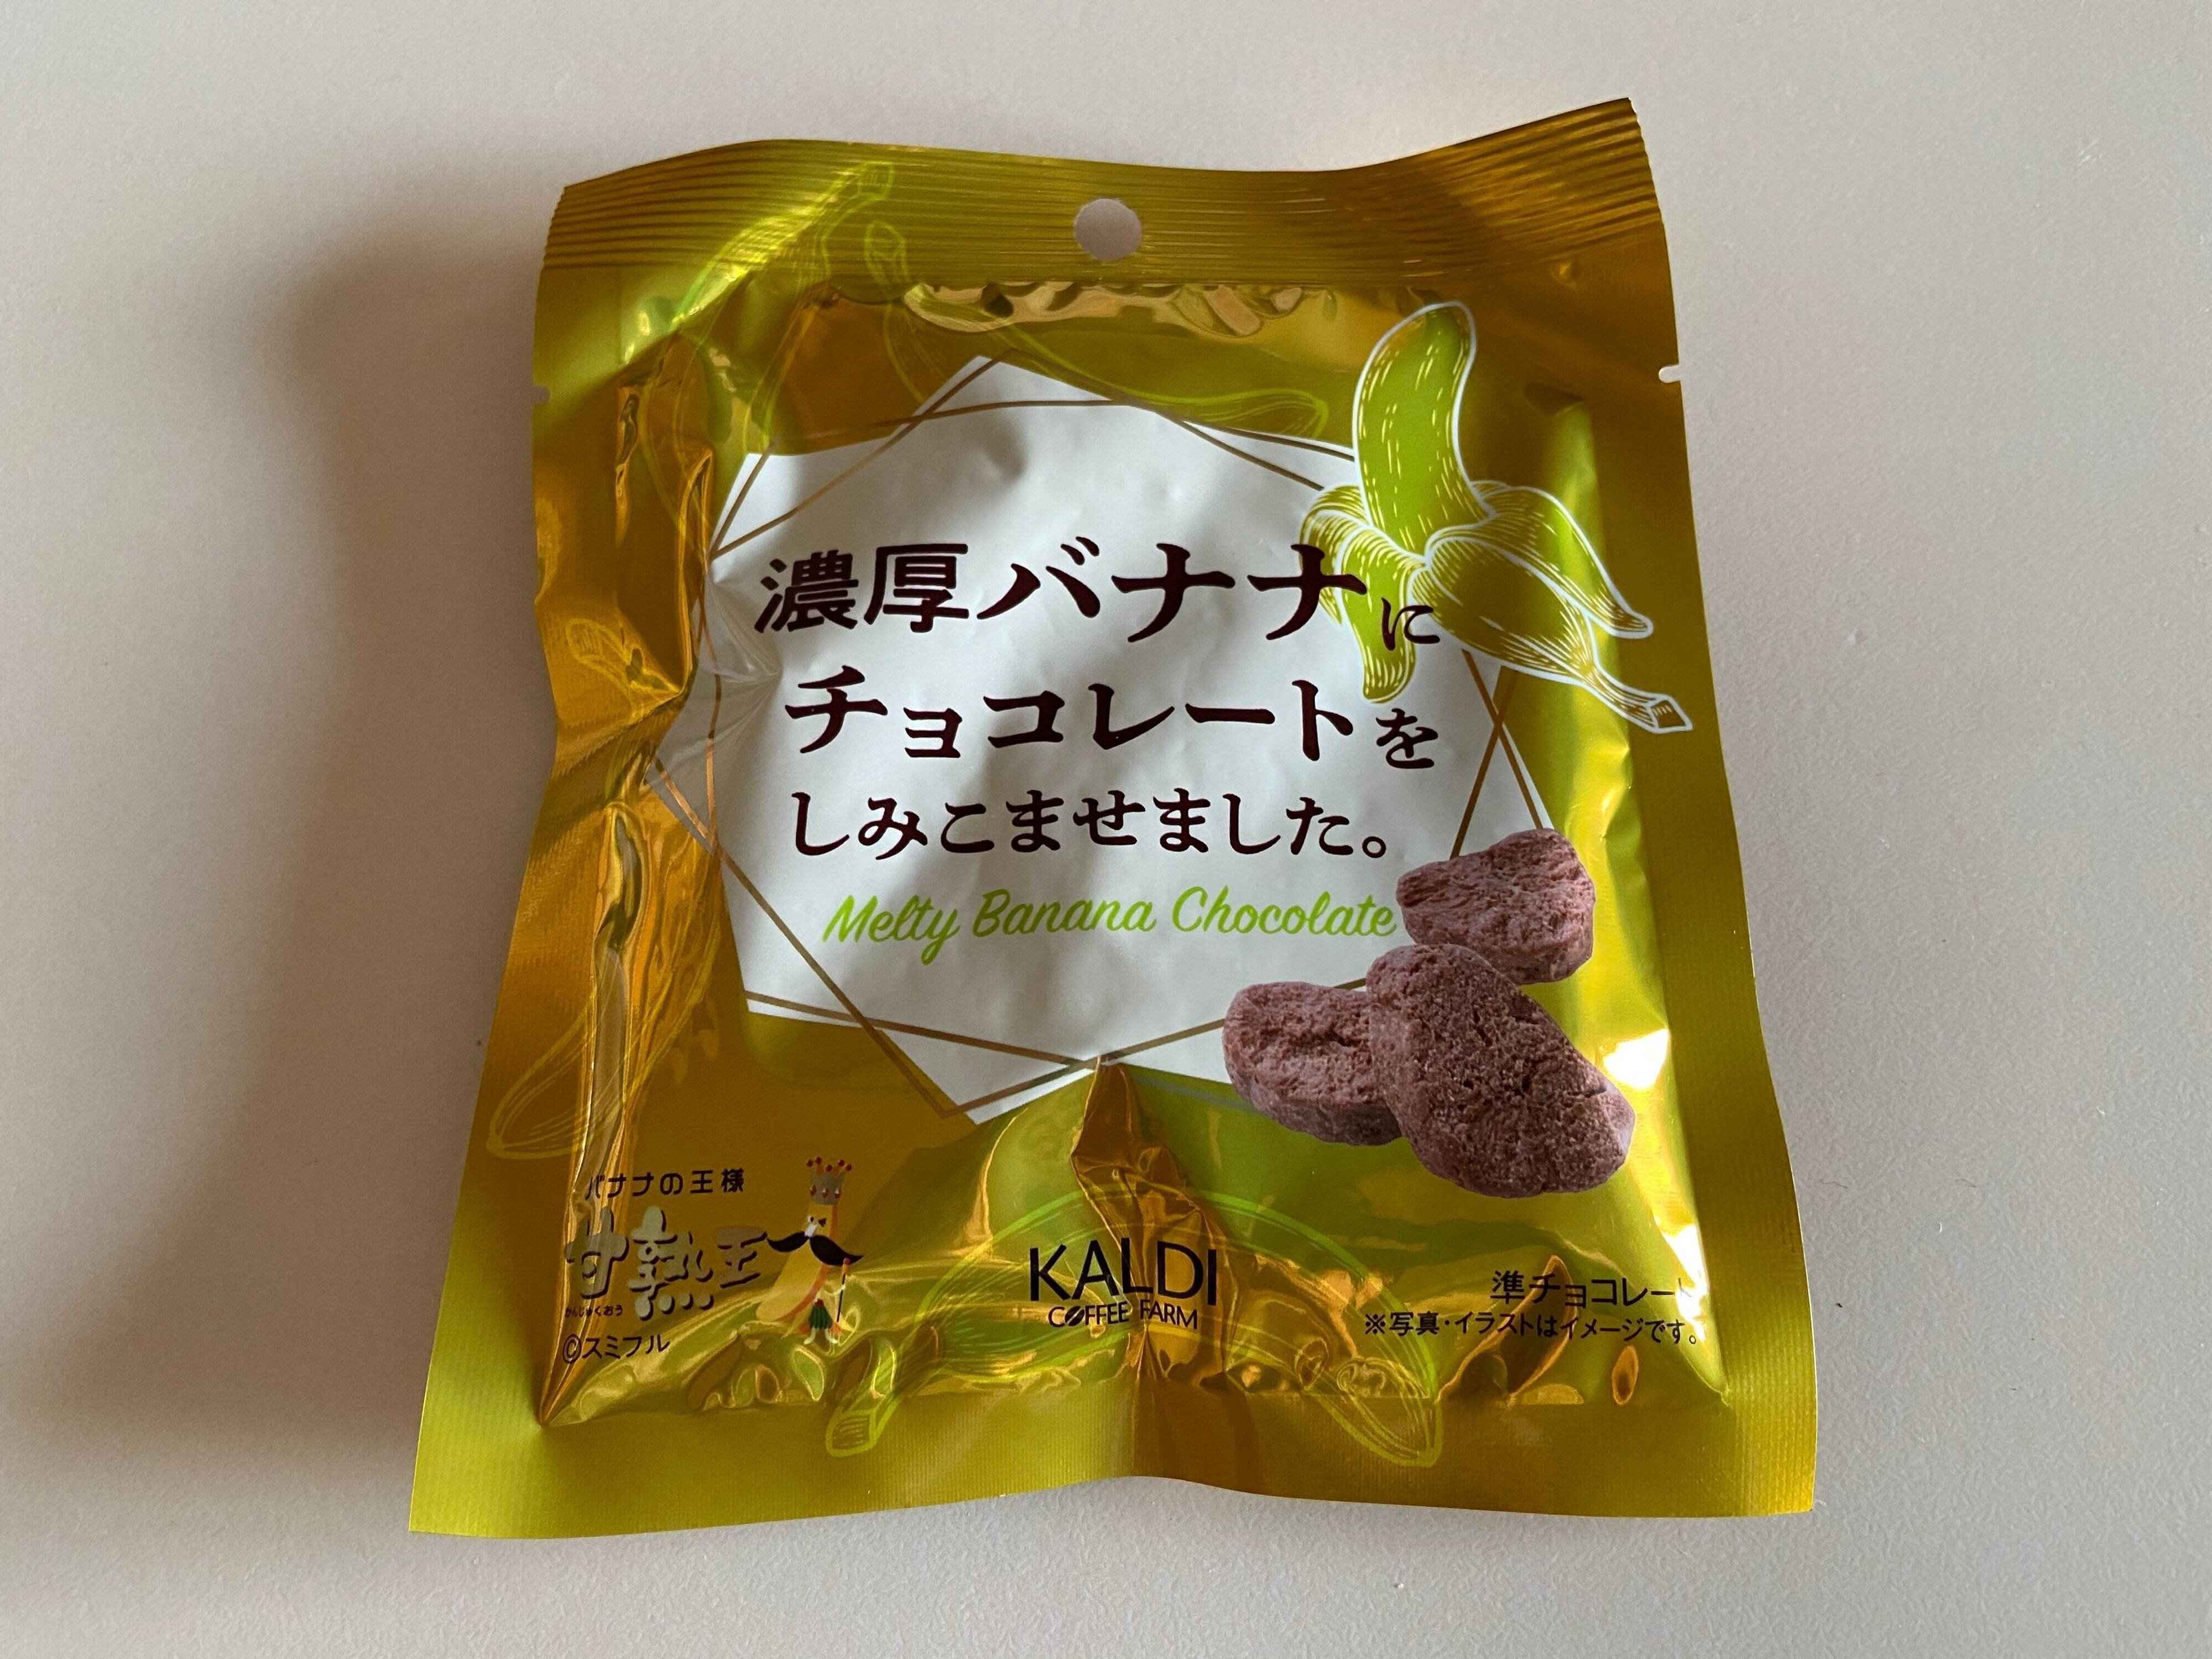 濃厚バナナに
チョコレートを
しみこませました。
Melty Banana Chocolate
バナナの王様
甘熟王
かんじゅくおう
©スミフル
KALDI
COFFEE FARM
準チョコレート
※写真・イラストはイメージです。